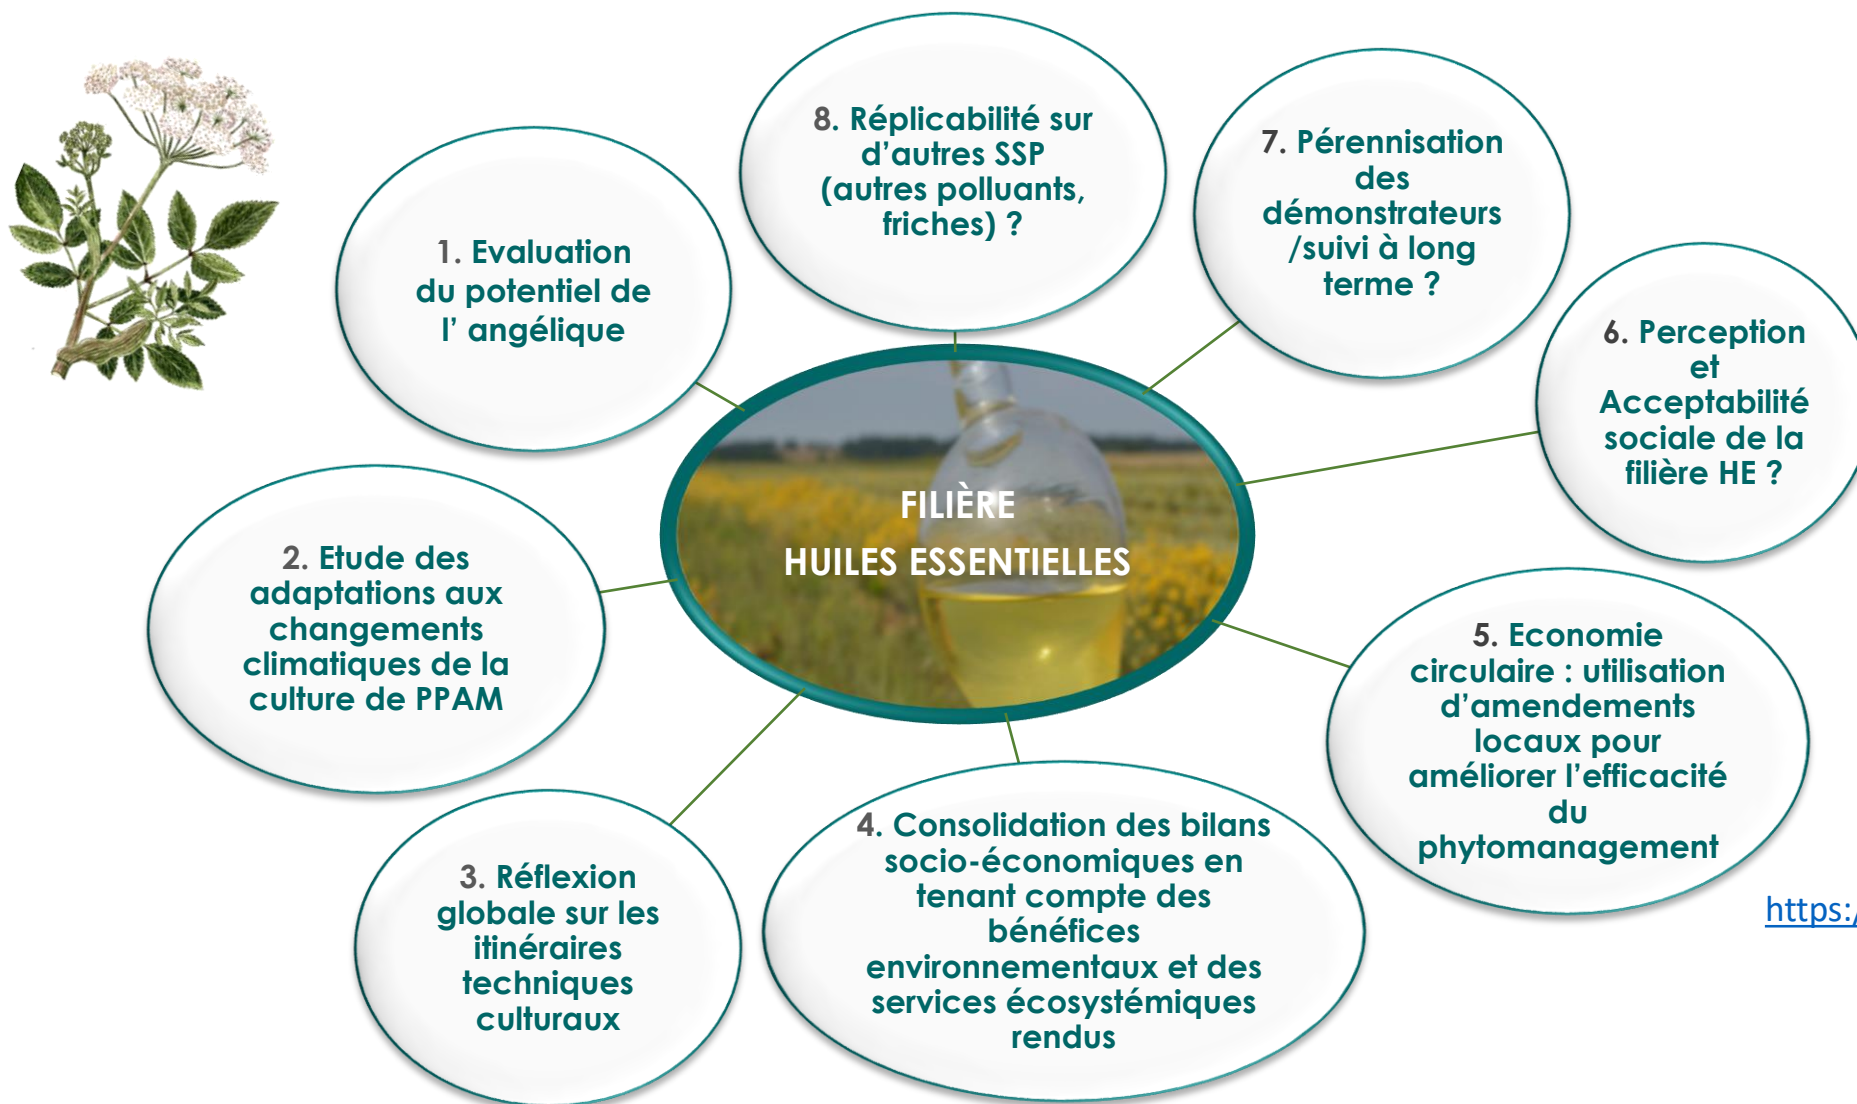 8. Réplicabilité sur
d'autres SSP
(autres polluants,
friches) ?
7. Pérennisation
des
démonstrateurs
/suivi à long
terme ?
1. Evaluation
du potentiel de
l' angélique
6. Perception
et
Acceptabilité
sociale de la
filière HE ?
FILIÈRE
HUILES ESSENTIELLES
2. Etude des
adaptations aux
changements
climatiques de la
culture de PPAM
5. Economie
circulaire : utilisation
d'amendements
locaux pour
améliorer l'efficacité
du
phytomanagement
4. Consolidation des bilans
socio-économiques en
tenant compte des
bénéfices
environnementaux et des
services écosystémiques
rendus
3. Réflexion
globale sur les
itinéraires
techniques
culturaux
https:/